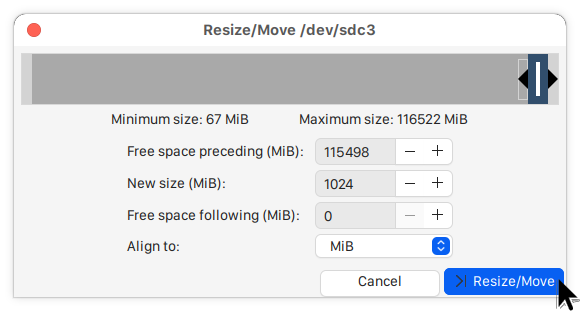 Resize/Move /dev/sdc3
Minimum size: 67 MiB Maximum size: 116522 MiB
Free space preceding (MiB): 115498
New size (MiB): 1024
Free space following (MiB): 0
Align to: MiB
Cancel Resize/Move